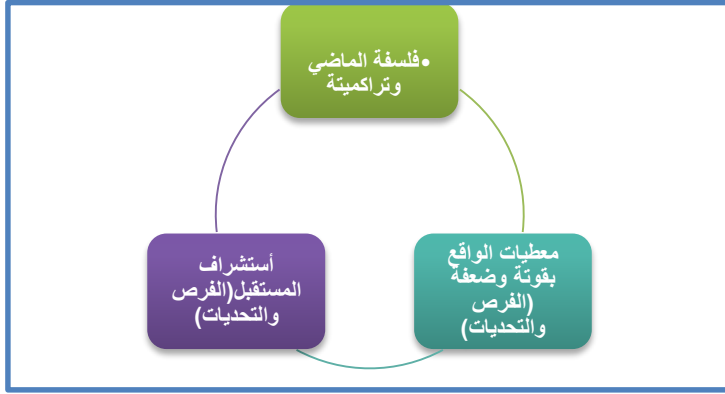 •فلسفة الماضي
وتراكميتة
معطيات الواقع
بقوتة وضعفة
(الفرص
والتحديات)
أستشراف
المستقبل(الفرص
والتحديات)